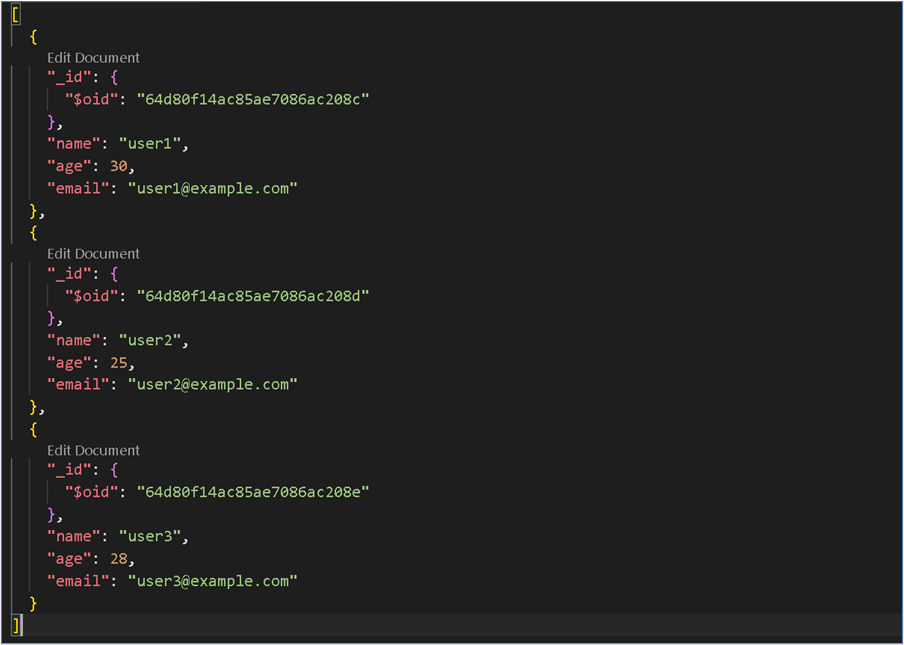 [
{
Edit Document
"_id": {
"$oid": "64d80f14ac85ae7086ac208c"
},
"name": "user1",
"age": 30,
"email": "user1@example.com"
},
{
Edit Document
"_id": {
"$oid": "64d80f14ac85ae7086ac208d"
},
"name": "user2",
"age": 25,
"email": "user2@example.com"
},
{
Edit Document
"_id": {
"$oid": "64d80f14ac85ae7086ac208e"
},
"name": "user3",
"age": 28,
"email": "user3@example.com"
}
]